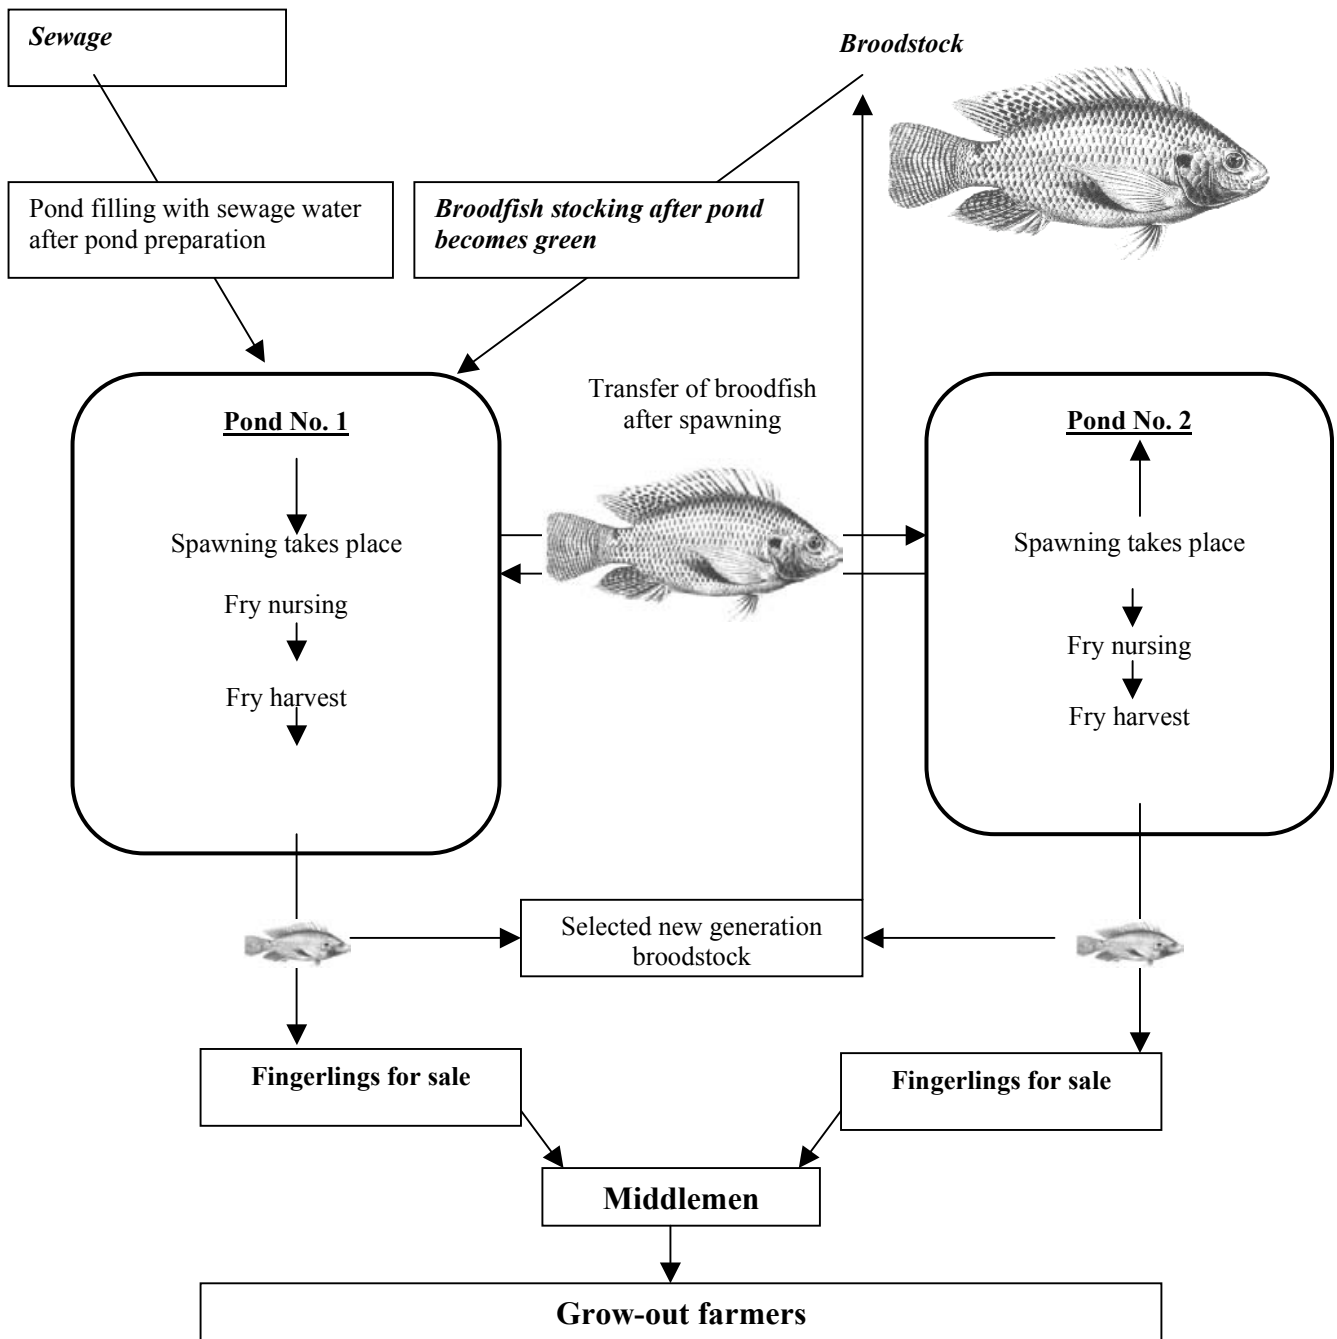 Sewage
Broodstock
Pond filling with sewage water
after pond preparation
Broodfish stocking after pond
becomes green
Transfer of broodfish
after spawning
Pond No. 1
Spawning takes place
Fry nursing
Fry harvest
Pond No. 2
Spawning takes place
Fry nursing
Fry harvest
Selected new generation
broodstock
Fingerlings for sale
Fingerlings for sale
Middlemen
Grow-out farmers